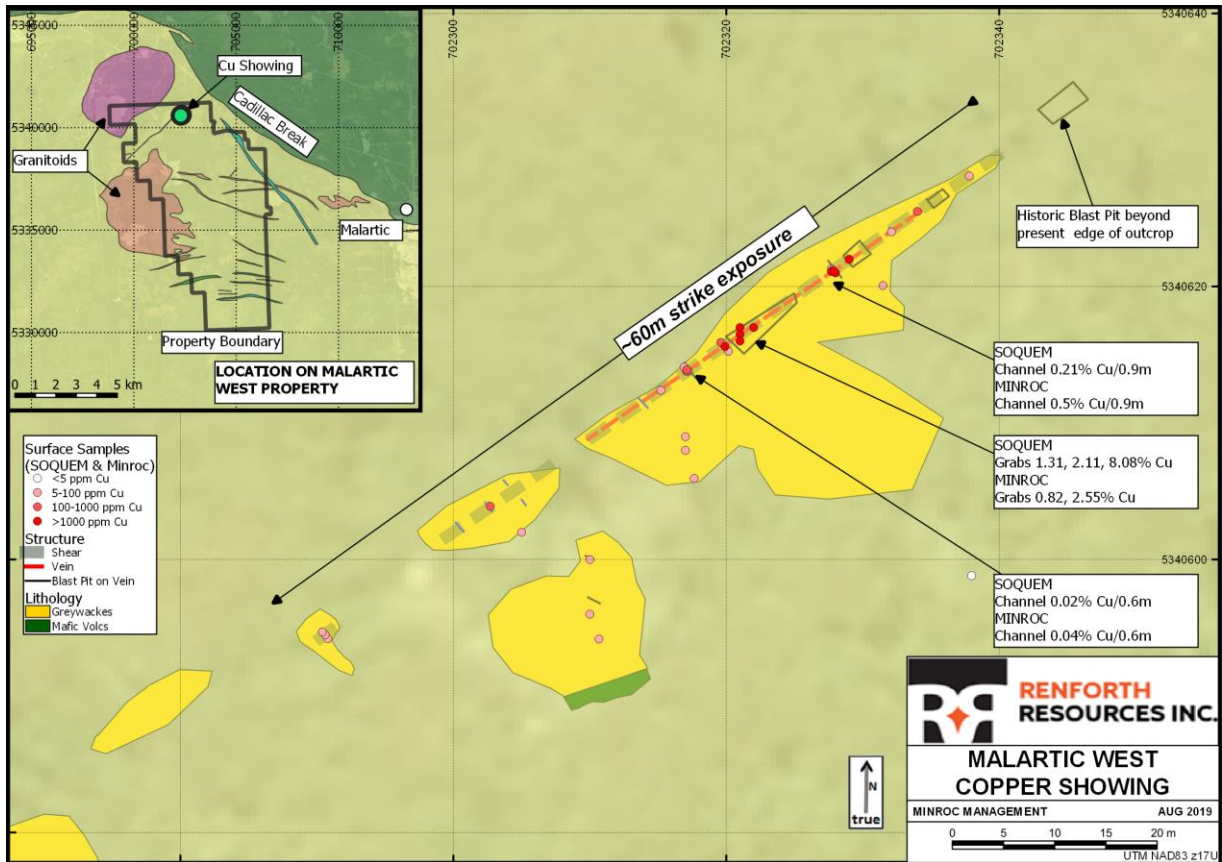 5345000
695000
700000
705000
710000
Cu Showing
Cadillac Break
5340000
Granitoids
5335000
Malartic
5330000
Property Boundary
0 1 2 3 4 5 km
LOCATION ON MALARTIC
WEST PROPERTY
702300
702320
702340
5340640
Historic Blast Pit beyond
present edge of outcrop
~60m strike exposure
5340620
SOQUEM
Channel 0.21% Cu/0.9m
MINROC
Channel 0.5% Cu/0.9m
SOQUEM
Grabs 1.31, 2.11, 8.08% Cu
MINROC
Grabs 0.82, 2.55% Cu
5340600
SOQUEM
Channel 0.02% Cu/0.6m
MINROC
Channel 0.04% Cu/0.6m
Surface Samples
(SOQUEM & Minroc)
<5 ppm Cu
5-100 ppm Cu
100-1000 ppm Cu
>1000 ppm Cu
Structure
Shear
Vein
Blast Pit on Vein
Lithology
Greywackes
Mafic Volcs
N
true
RENFORTH
RESOURCES INC.
MALARTIC WEST
COPPER SHOWING
MINROC MANAGEMENT AUG 2019
0 5 10 15 20 m
UTM NAD83 z17U